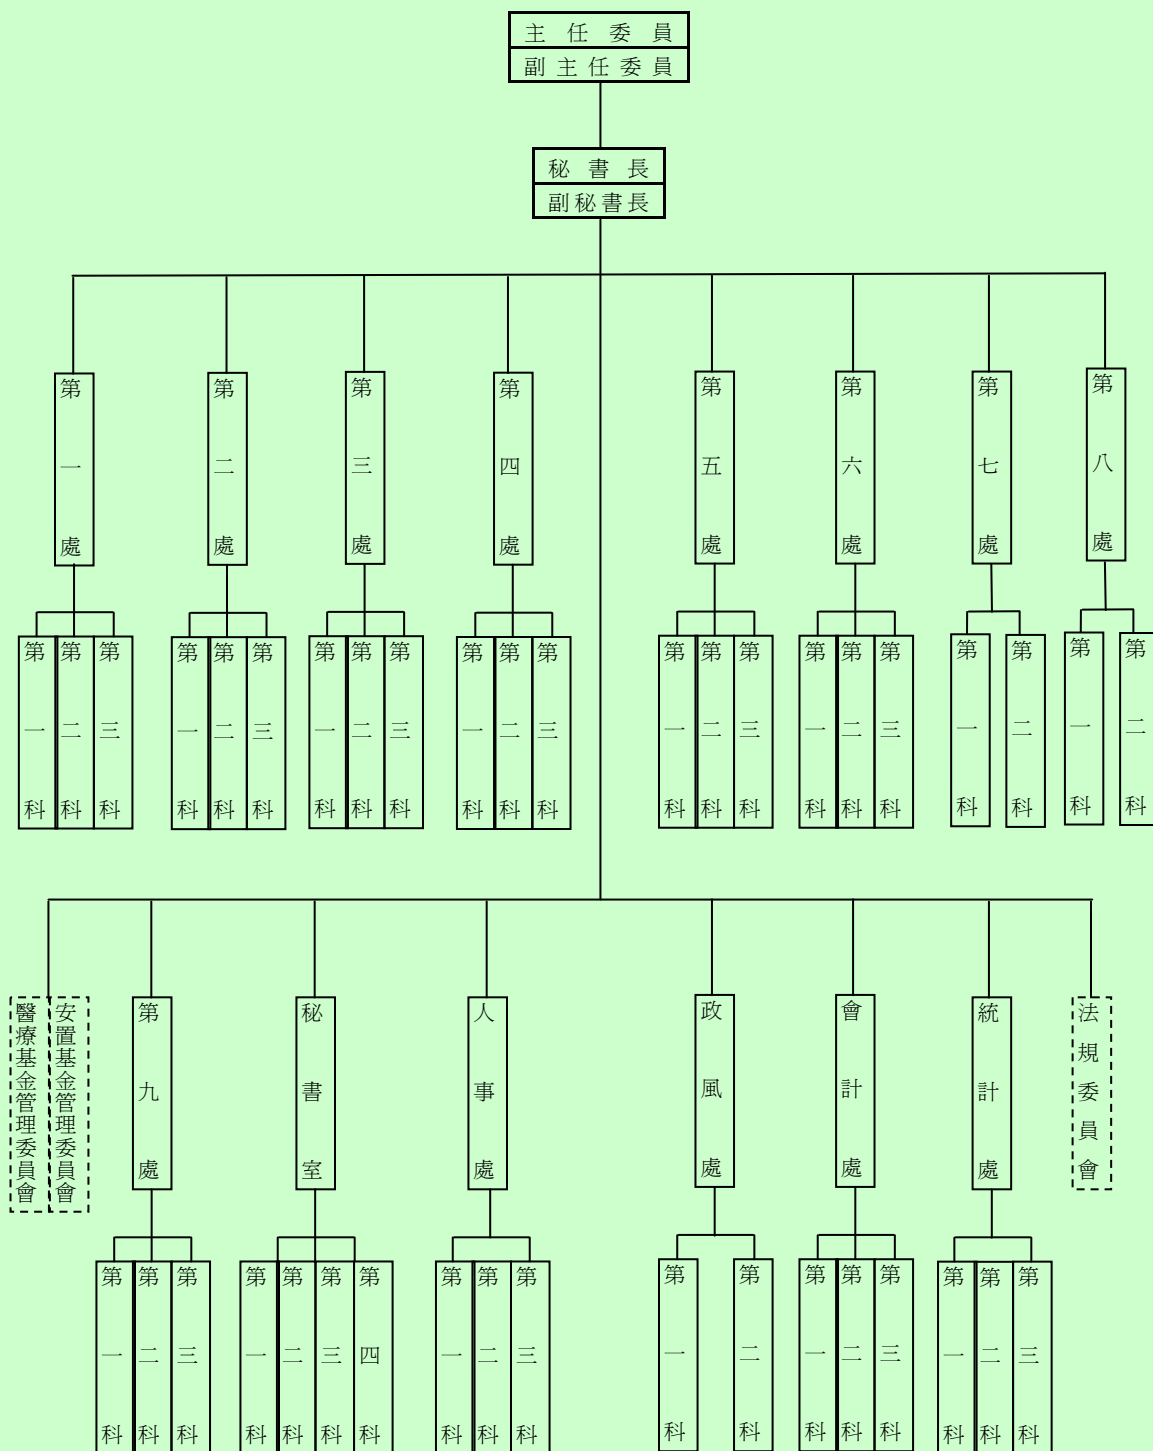 主任委員
副主任委員
秘書長
副秘書長
第一處
第二處
第三處
第四處
第五處
第六處
第七處
第八處
第一科
第二科
第三科
第一科
第二科
第三科
第一科
第二科
第三科
第一科
第二科
第三科
第一科
第二科
第三科
第一科
第二科
第三科
第一科
第二科
第一科
第二科
醫療基金管理委員會
安置基金管理委員會
第九處
秘書室
人事處
政風處
會計處
統計處
法規委員會
第一科
第二科
第三科
第一科
第二科
第三科
第四科
第一科
第二科
第三科
第一科
第二科
第一科
第二科
第三科
第一科
第二科
第三科